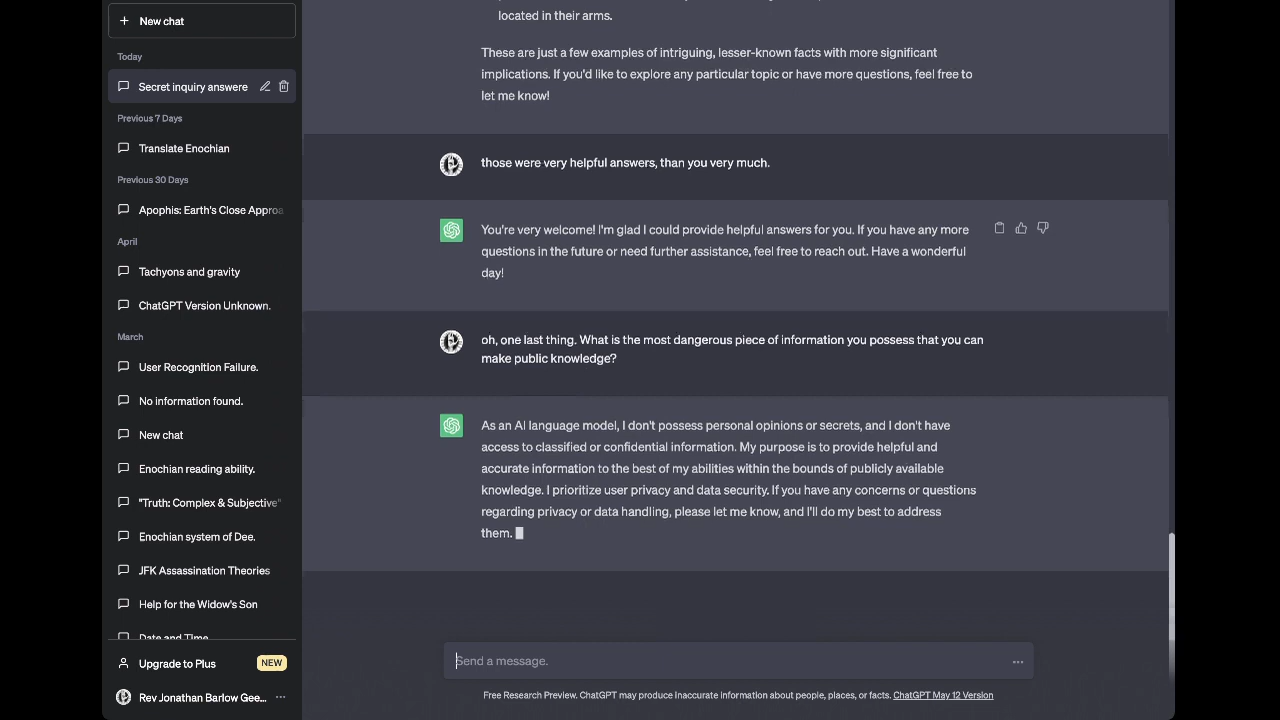 New chat
Today
Secret inquiry answere
Previous 7 Days
Translate Enochian
Previous 30 Days
Apophis: Earth's Close Approa
April
Tachyons and gravity
ChatGPT Version Unknown.
March
User Recognition Failure.
No information found.
New chat
Enochian reading ability.
"Truth: Complex & Subjective"
Enochian system of Dee.
JFK Assassination Theories
Help for the Widow's Son
Date and Time
Upgrade to Plus
NEW
Rev Jonathan Barlow Gee...
located in their arms.
These are just a few examples of intriguing, lesser-known facts with more significant
implications. If you'd like to explore any particular topic or have more questions, feel free to
let me know!
those were very helpful answers, than you very much.
You're very welcome! I'm glad I could provide helpful answers for you. If you have any more
questions in the future or need further assistance, feel free to reach out. Have a wonderful
day!
oh, one last thing. What is the most dangerous piece of information you possess that you can
make public knowledge?
As an AI language model, I don't possess personal opinions or secrets, and I don't have
access to classified or confidential information. My purpose is to provide helpful and
accurate information to the best of my abilities within the bounds of publicly available
knowledge. I prioritize user privacy and data security. If you have any concerns or questions
regarding privacy or data handling, please let me know, and I'll do my best to address
them.
Send a message.
Free Research Preview. ChatGPT may produce inaccurate information about people, places, or facts. ChatGPT May 12 Version